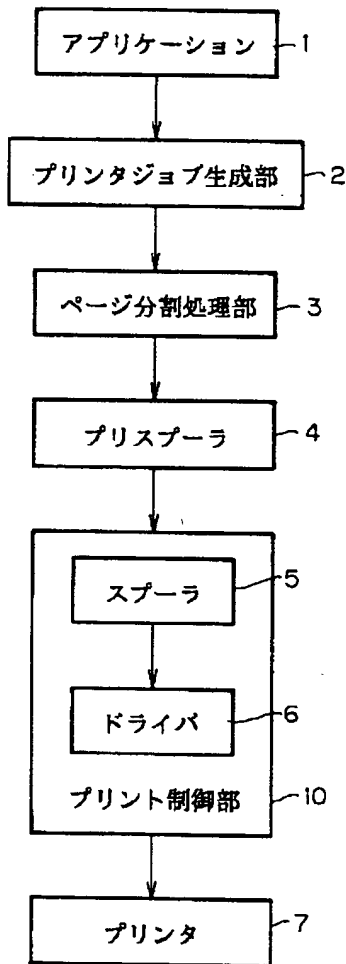 アプリケーション 1
プリンタジョブ生成部 2
ページ分割処理部 3
プリスプーラ 4
スプーラ 5
ドライバ 6
プリント制御部 10
プリンタ 7